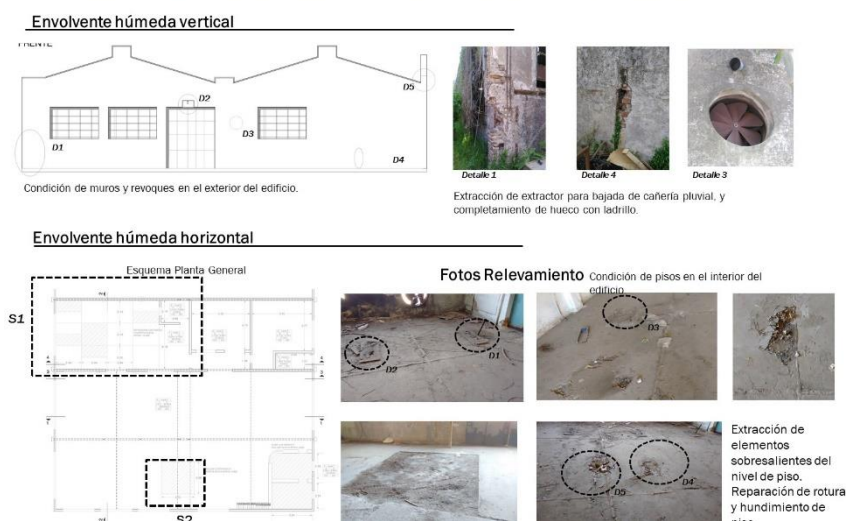 Envolvente húmeda vertical
FRENTE
D5
D2
D3
D1
D4
Condición de muros y revoques en el exterior del edificio.
Detalle 1
Detalle 4
Detalle 3
Extracción de extractor para bajada de cañería pluvial, y
completamiento de hueco con ladrillo.
Envolvente húmeda horizontal
Esquema Planta General
S1
S2
Fotos Relevamiento
Condición de pisos en el interior del
edificio
D2
D1
D3
D5
D4
Extracción de
elementos
sobresalientes del
nivel de piso.
Reparación de rotura
y hundimiento de
piso